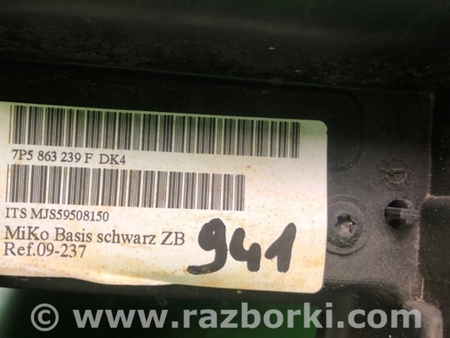 7P5 863 239 F DK4
ITS MJS59508150
MiKo Basis schwarz ZB
Ref.09-237
941
© www.razborki.com